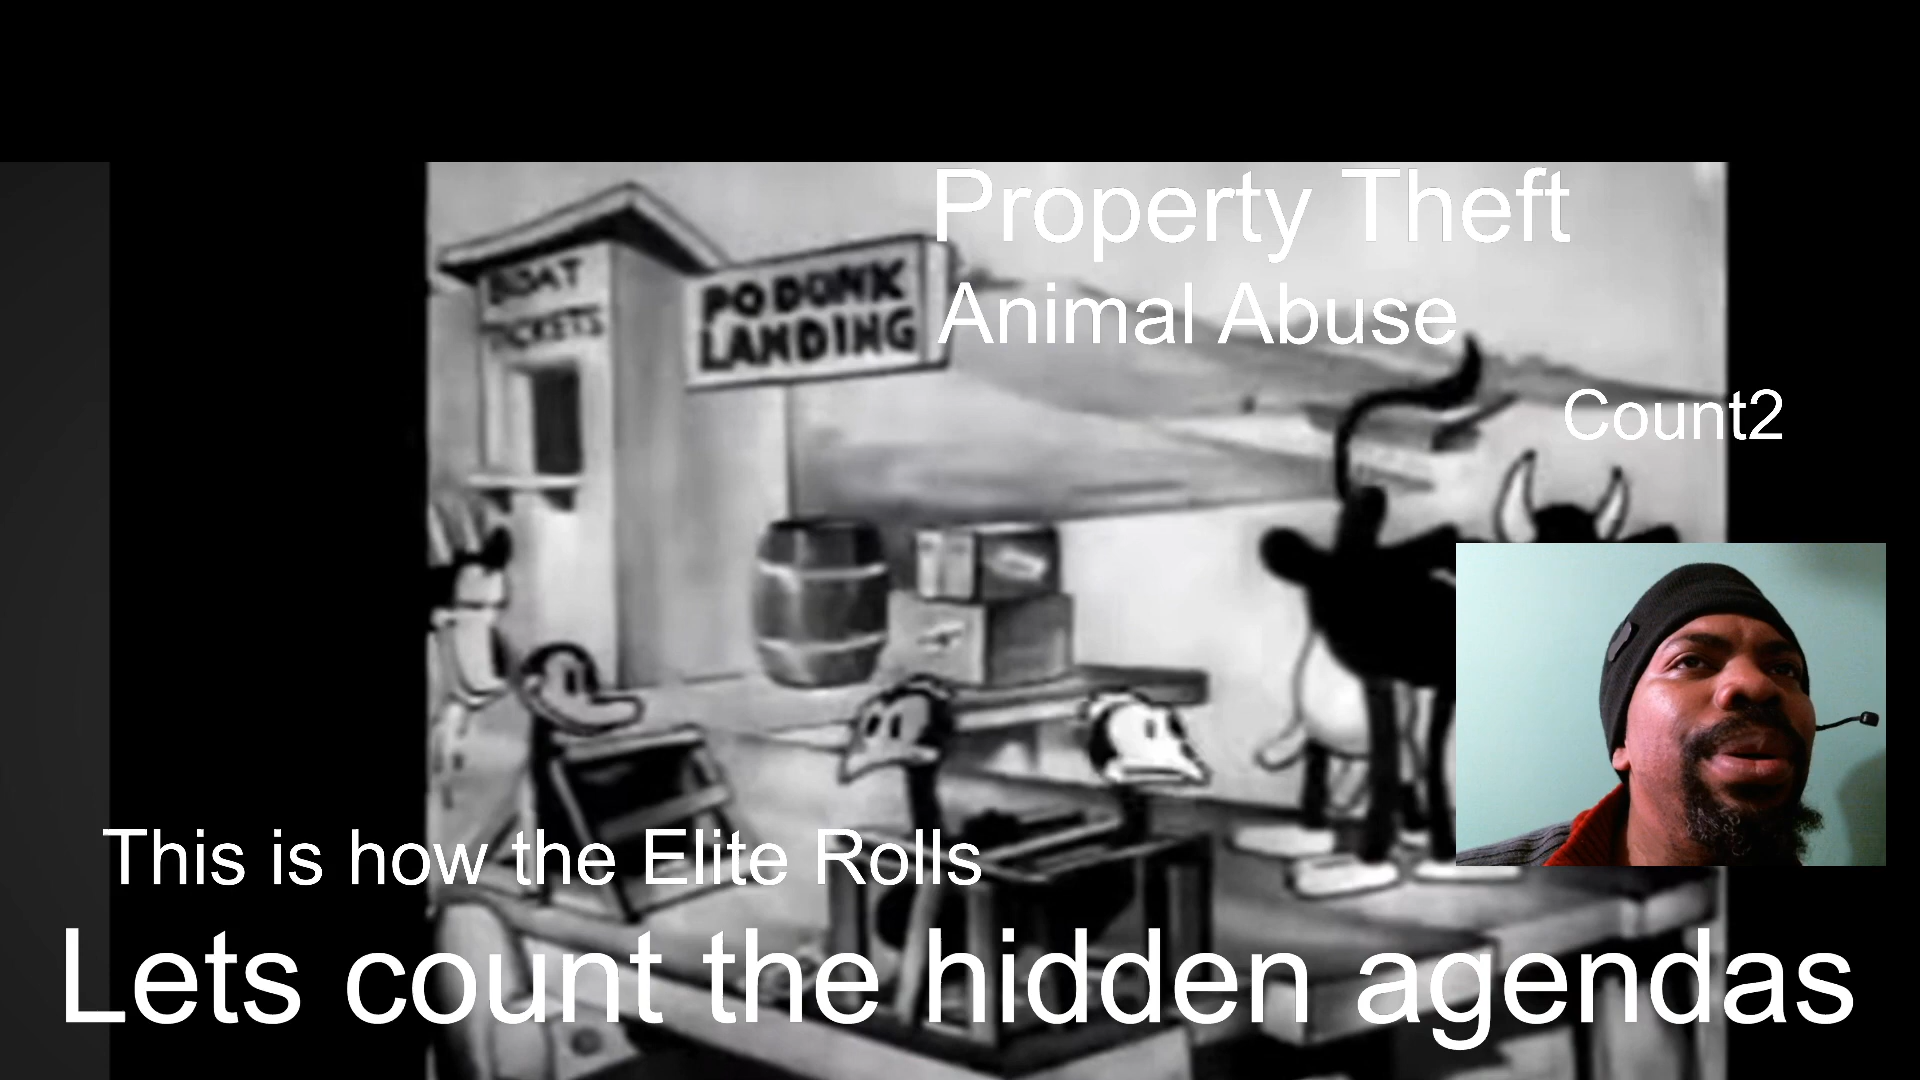 Property Theft
BOAT
TICKETS
PODUNK
LANDING
Animal Abuse
Count2
This is how the Elite Rolls
Lets count the hidden agendas